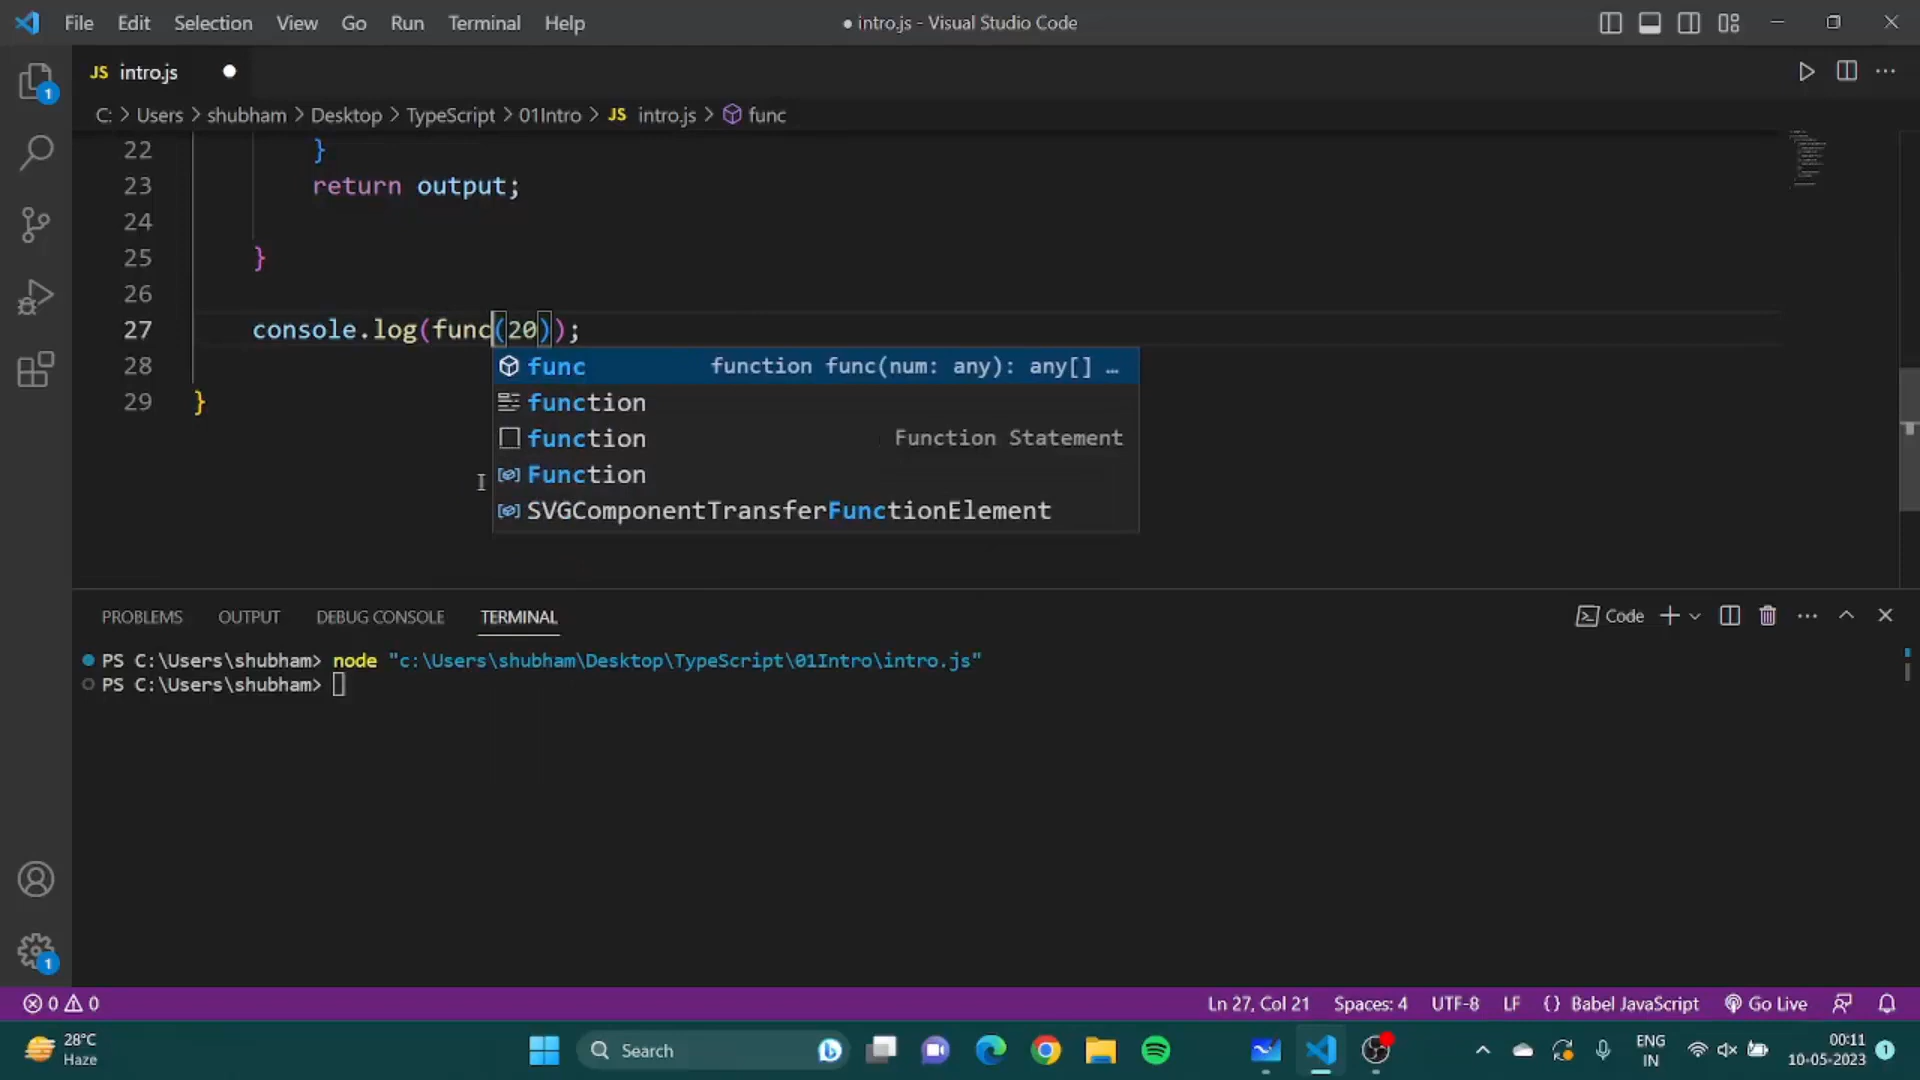 File Edit Selection View Go Run Terminal Help ● intro.js - Visual Studio Code
JS intro.js
C: > Users > shubham > Desktop > TypeScript > 01Intro > JS intro.js > func
1
22 }
23 return output;
24
25 }
26
27 console.log(func(20));
28
29 }
func function func(num: any): any[] …
function
function Function Statement
Function
SVGComponentTransferFunctionElement
PROBLEMS OUTPUT DEBUG CONSOLE TERMINAL Code
PS C:\Users\shubham> node "c:\Users\shubham\Desktop\TypeScript\01Intro\intro.js"
PS C:\Users\shubham>
1
0 0 Ln 27, Col 21 Spaces: 4 UTF-8 LF {} Babel JavaScript Go Live
28°C
Haze
Search
ENG
IN
00:11
10-05-2023
1